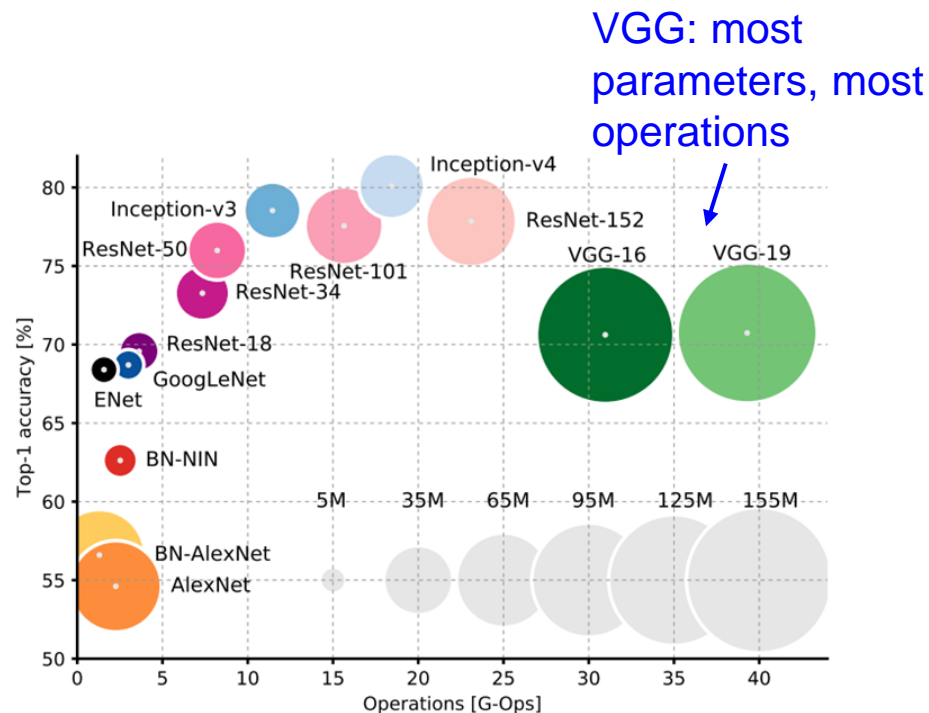 VGG: most
parameters, most
operations
Inception-v4
Inception-v3
ResNet-152
ResNet-50
VGG-16
VGG-19
ResNet-101
ResNet-34
ResNet-18
GoogLeNet
ENet
BN-NIN
5M 35M 65M 95M 125M 155M
BN-AlexNet
AlexNet
Top-1 accuracy [%]
80
75
70
65
60
55
50
0 5 10 15 20 25 30 35 40
Operations [G-Ops]